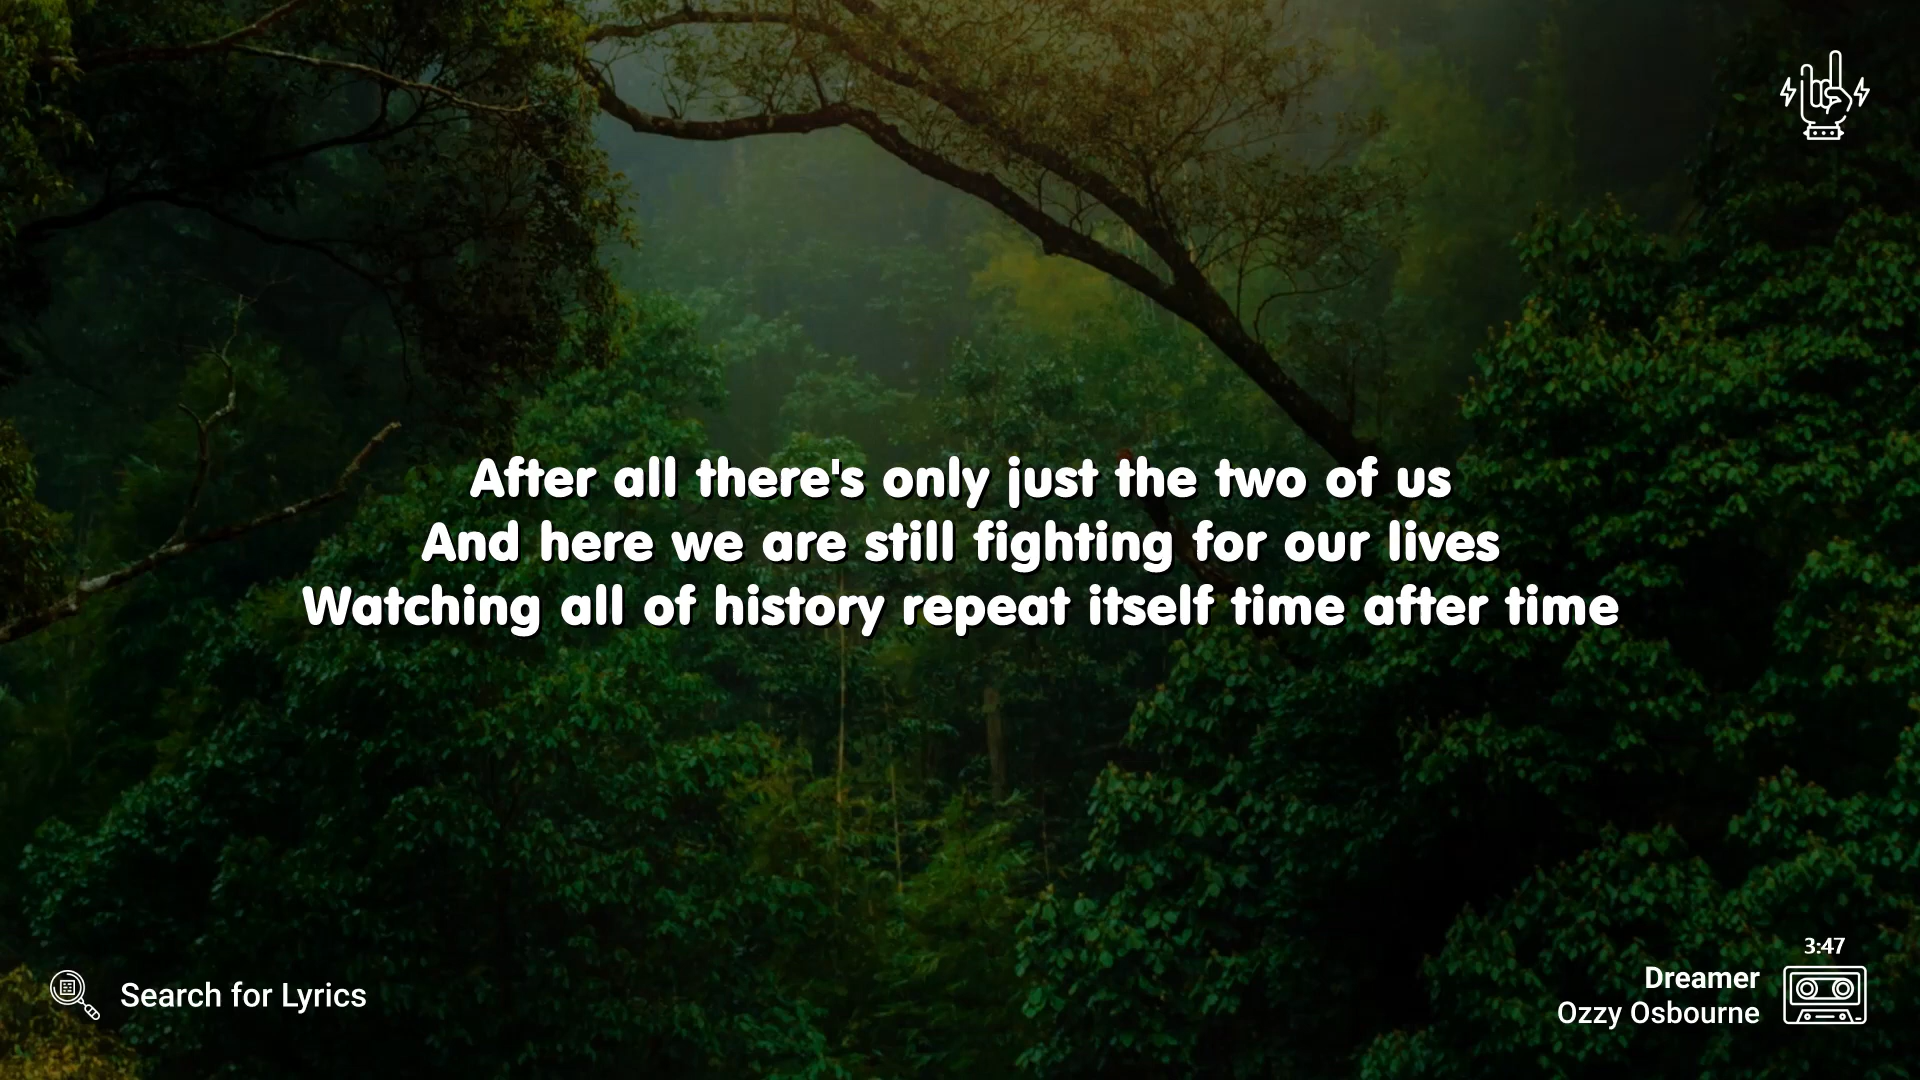 After all there's only just the two of us
And here we are still fighting for our lives
Watching all of history repeat itself time after time
Search for Lyrics
3:47
Dreamer
Ozzy Osbourne